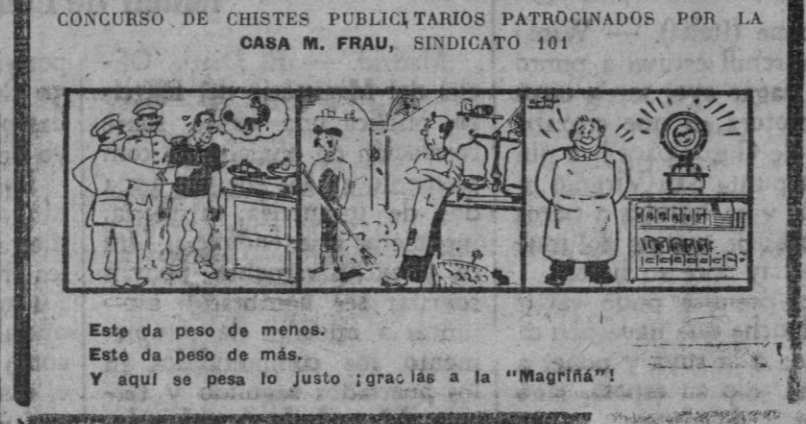 CONCURSO DE CHISTES PUBLICITARIOS PATROCINADOS POR LA
CASA M. FRAU, SINDICATO 101
Este da peso de menos.
Este da peso de más.
Y aquí se pesa lo justo ¡gracias a la "Magriñá"!